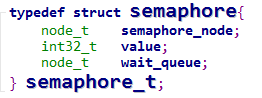 typedef struct semaphore{
    node_t    semaphore_node;
    int32_t   value;
    node_t    wait_queue;
} semaphore_t;